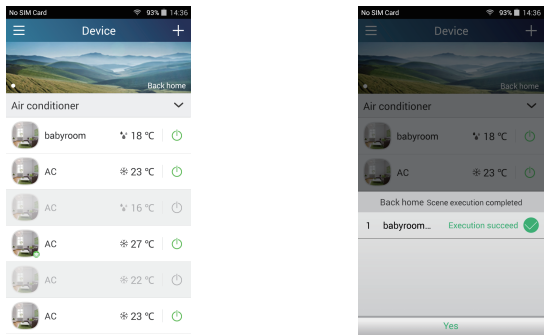 No SIM Card 93% 14:36
Device
Back home
Air conditioner
babyroom 18 ℃
AC 23 ℃
AC 16 ℃
AC 27 ℃
AC 22 ℃
AC 23 ℃
No SIM Card 93% 14:36
Device
Back home
Air conditioner
babyroom 18 ℃
AC 23 ℃
Back home Scene execution completed
1 babyroom... Execution succeed
Yes